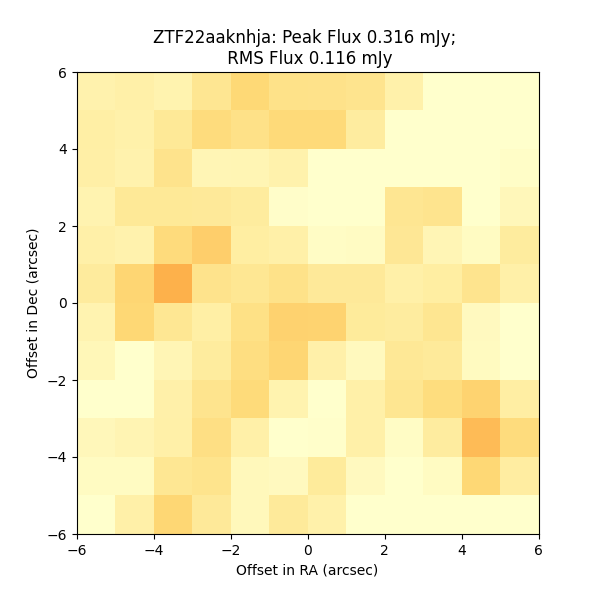 ZTF22aaknhja: Peak Flux 0.316 mJy;
RMS Flux 0.116 mJy
6
4
2
0
−2
−4
−6
Offset in Dec (arcsec)
−6 −4 −2 0 2 4 6
Offset in RA (arcsec)